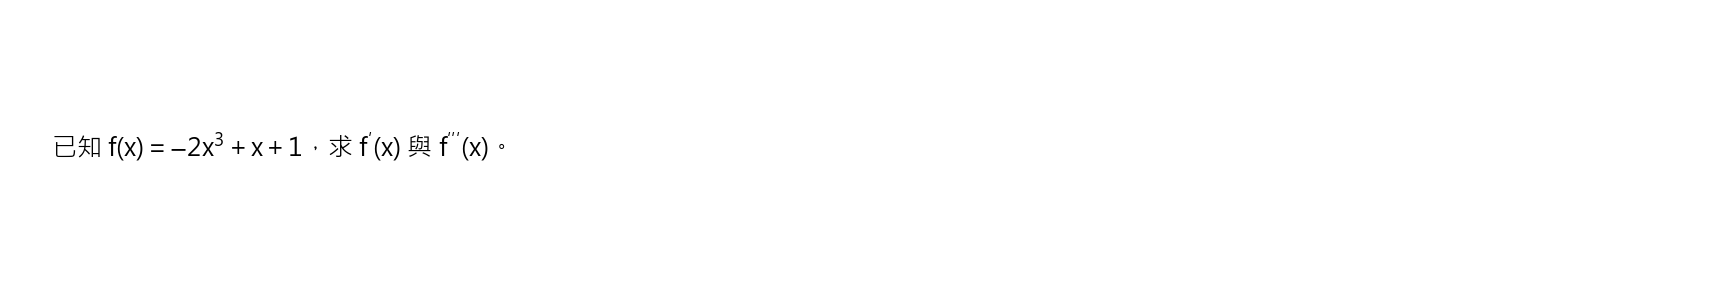 已知 f(x) = –2x³ + x + 1，求 f′(x) 與 f′′′(x)。